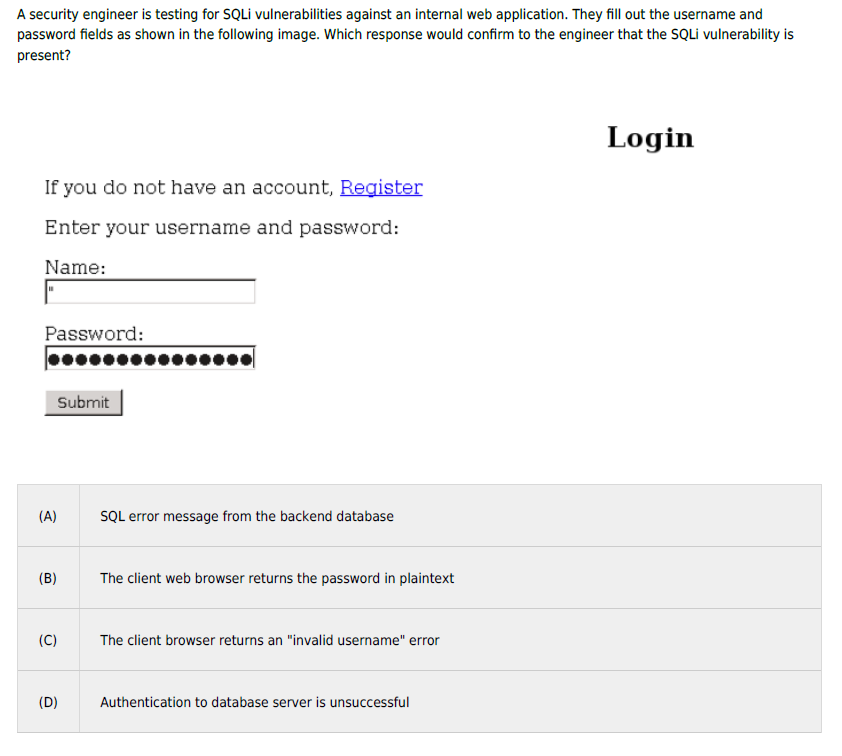 A security engineer is testing for SQLi vulnerabilities against an internal web application. They fill out the username and
password fields as shown in the following image. Which response would confirm to the engineer that the SQLi vulnerability is
present?
Login
If you do not have an account, Register
Enter your username and password:
Name:
"
Password:
●●●●●●●●●●●●●●●
Submit
(A) SQL error message from the backend database
(B) The client web browser returns the password in plaintext
(C) The client browser returns an "invalid username" error
(D) Authentication to database server is unsuccessful